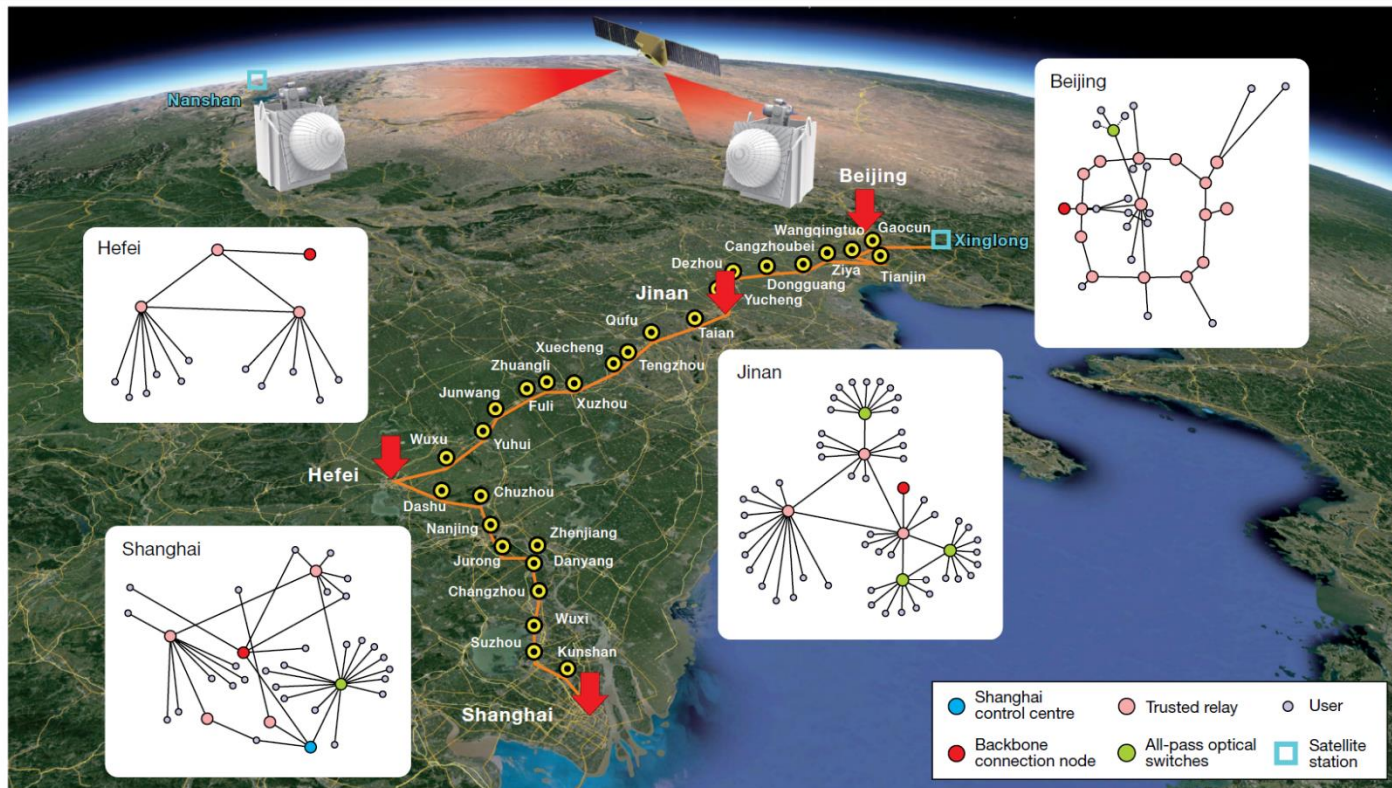 Nanshan
Beijing
Beijing
Wangqingtuo
Gaocun
Cangzhoubei
Xinglong
Hefei
Dezhou
Ziya
Tianjin
Dongguang
Jinan
Yucheng
Qufu
Taian
Xuecheng
Tengzhou
Zhuangli
Jinan
Junwang
Fuli
Xuzhou
Wuxu
Yuhui
Hefei
Chuzhou
Dashu
Nanjing
Zhenjiang
Shanghai
Jurong
Danyang
Changzhou
Wuxi
Suzhou
Kunshan
Shanghai
Shanghai
control centre
Trusted relay
User
Backbone
connection node
All-pass optical
switches
Satellite
station